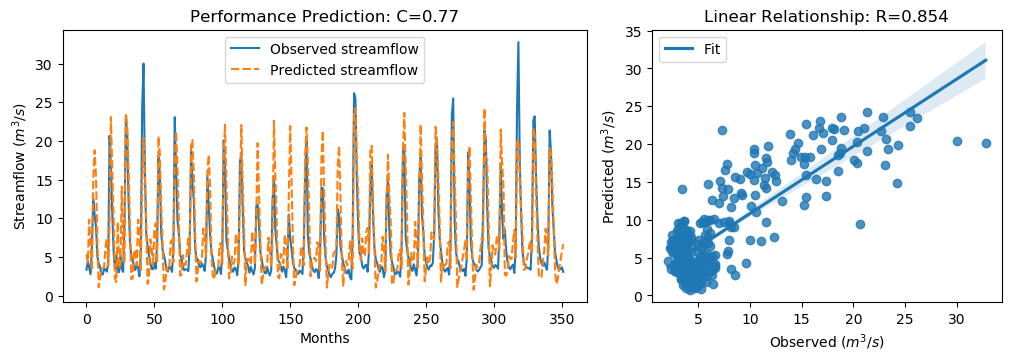 Performance Prediction: C=0.77
Observed streamflow
Predicted streamflow
Streamflow (m³/s)
30
25
20
15
10
5
0
0 50 100 150 200 250 300 350
Months
Linear Relationship: R=0.854
Fit
Predicted (m³/s)
35
30
25
20
15
10
5
0
5 10 15 20 25 30
Observed (m³/s)